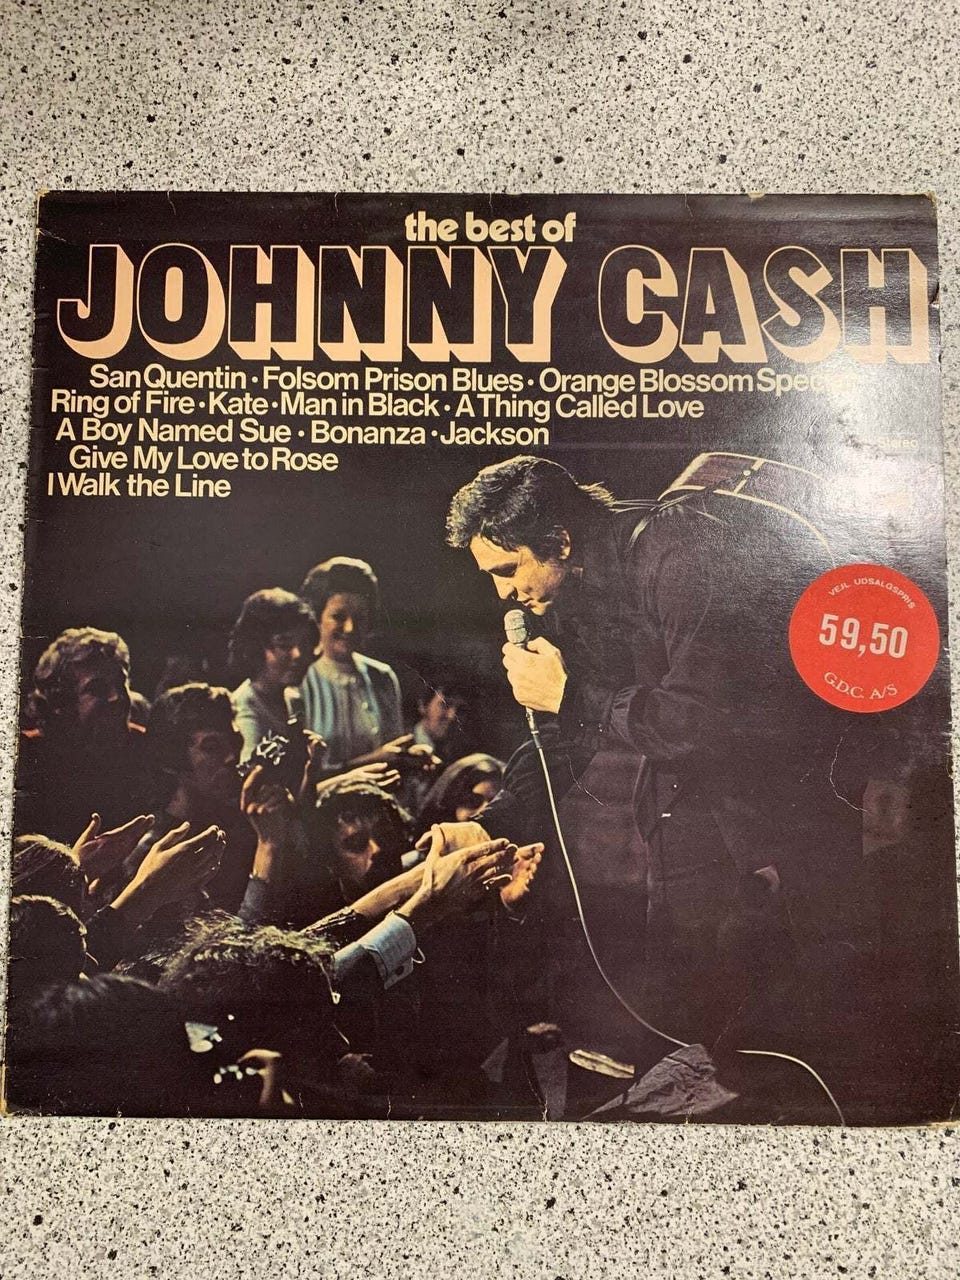 the best of
JOHNNY CASH
San Quentin • Folsom Prison Blues • Orange Blossom Special
Ring of Fire • Kate • Man in Black • A Thing Called Love
A Boy Named Sue • Bonanza • Jackson
Stereo
Give My Love to Rose
I Walk the Line
VEJL. UDSALGSPRIS
59,50
G.D.C. A/S